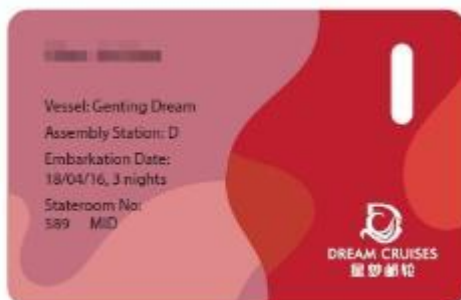 Vessel: Genting Dream
Assembly Station: D
Embarkation Date:
18/04/16, 3 nights
Stateroom No:
589 MID
DREAM CRUISES
星梦邮轮